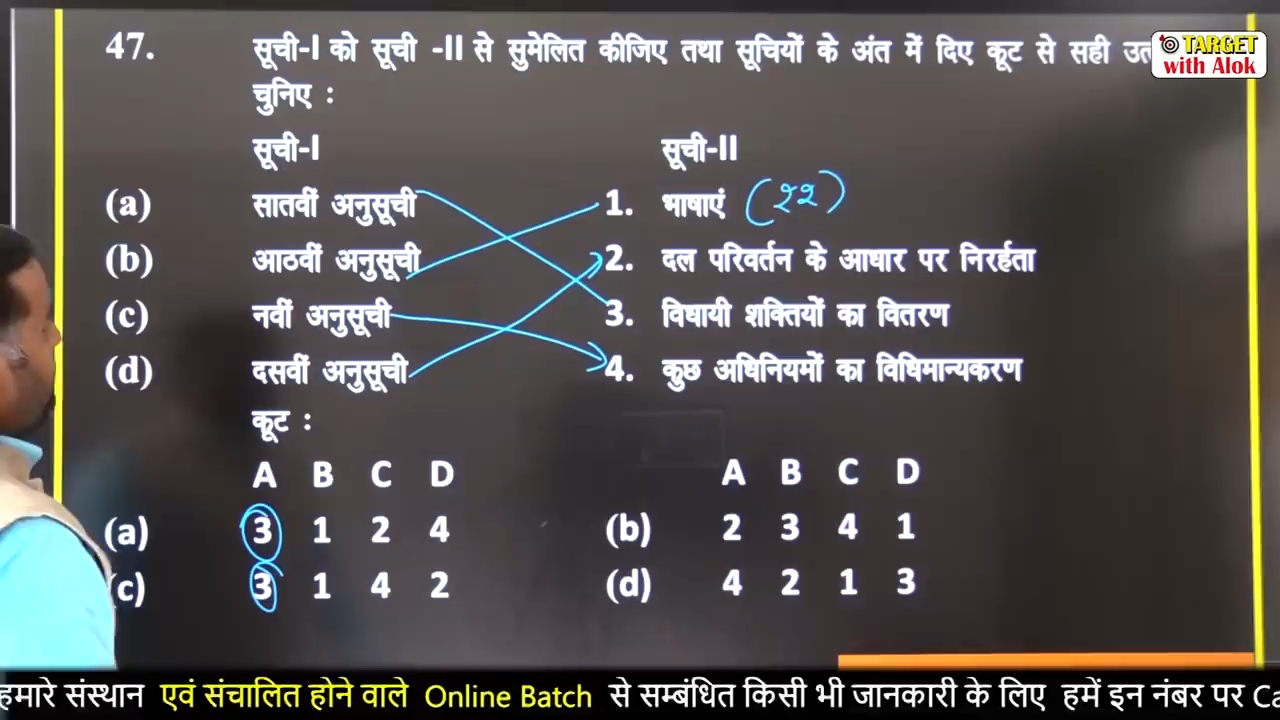 47. सूची-I को सूची -II से सुमेलित कीजिए तथा सूचियों के अंत में दिए कूट से सही
TARGET
with Alok
चुनिए :
सूची-I सूची-II
(a) सातवीं अनुसूची 1. भाषाएं (२२)
(b) आठवीं अनुसूची 2. दल परिवर्तन के आधार पर निरर्हता
(c) नवीं अनुसूची 3. विधायी शक्तियों का वितरण
(d) दसवीं अनुसूची 4. कुछ अधिनियमों का विधिमान्यकरण
कूट :
A B C D A B C D
(a) 3 1 2 4 (b) 2 3 4 1
(c) 3 1 4 2 (d) 4 2 1 3
हमारे संस्थान एवं संचालित होने वाले Online Batch से सम्बंधित किसी भी जानकारी के लिए हमें इन नंबर पर